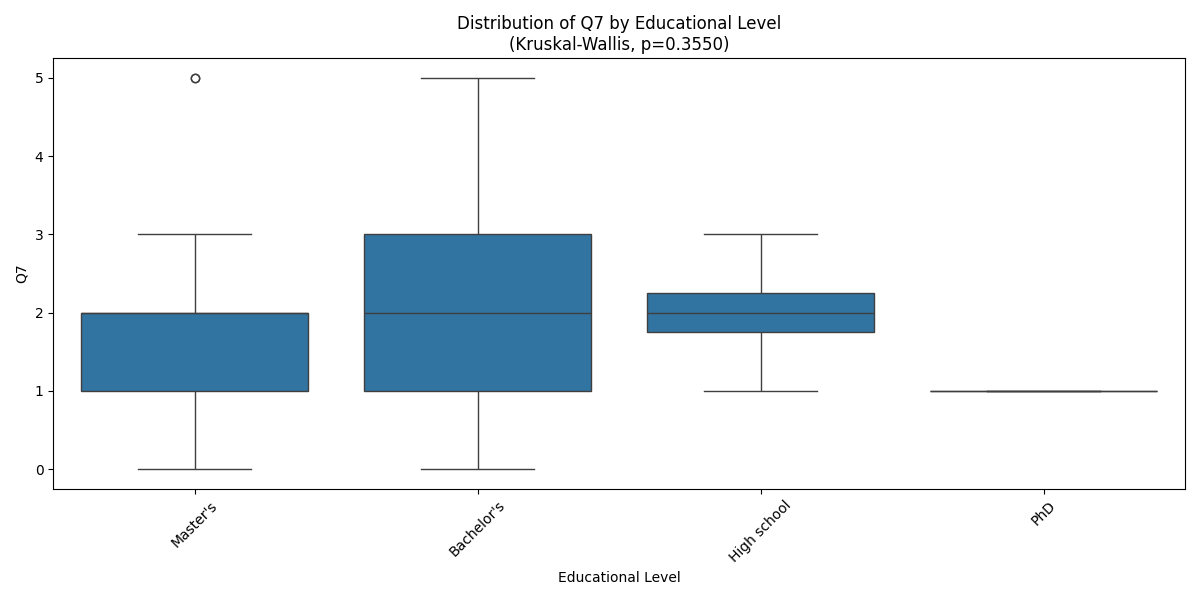 Distribution of Q7 by Educational Level
(Kruskal-Wallis, p=0.3550)
5
4
3
2
1
0
Q7
Master's
Bachelor's
High school
PhD
Educational Level